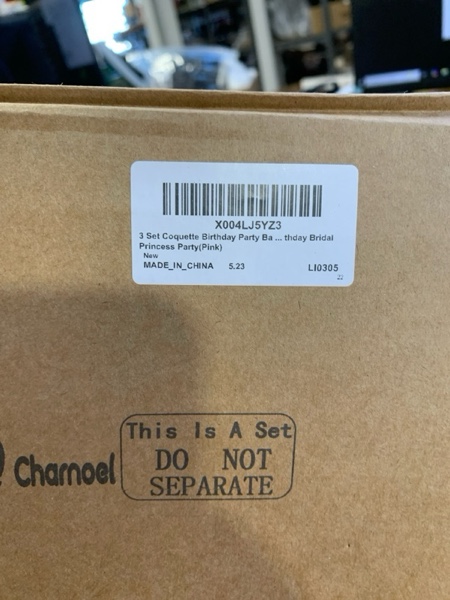 X004LJ5YZ3
3 Set Coquette Birthday Party Ba ... thday Bridal
Princess Party(Pink)
New
MADE_IN_CHINA 5.23 LI0305
Charnoel
This Is A Set
DO NOT
SEPARATE